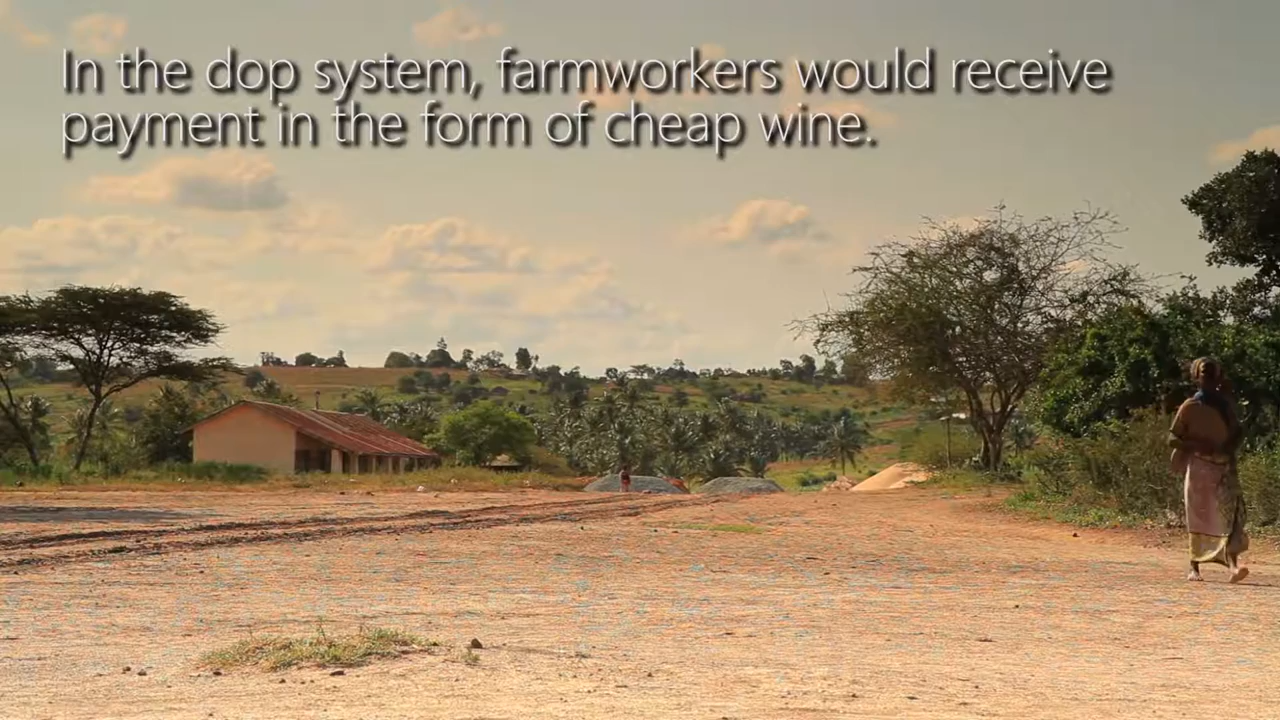 In the dop system, farmworkers would receive
payment in the form of cheap wine.